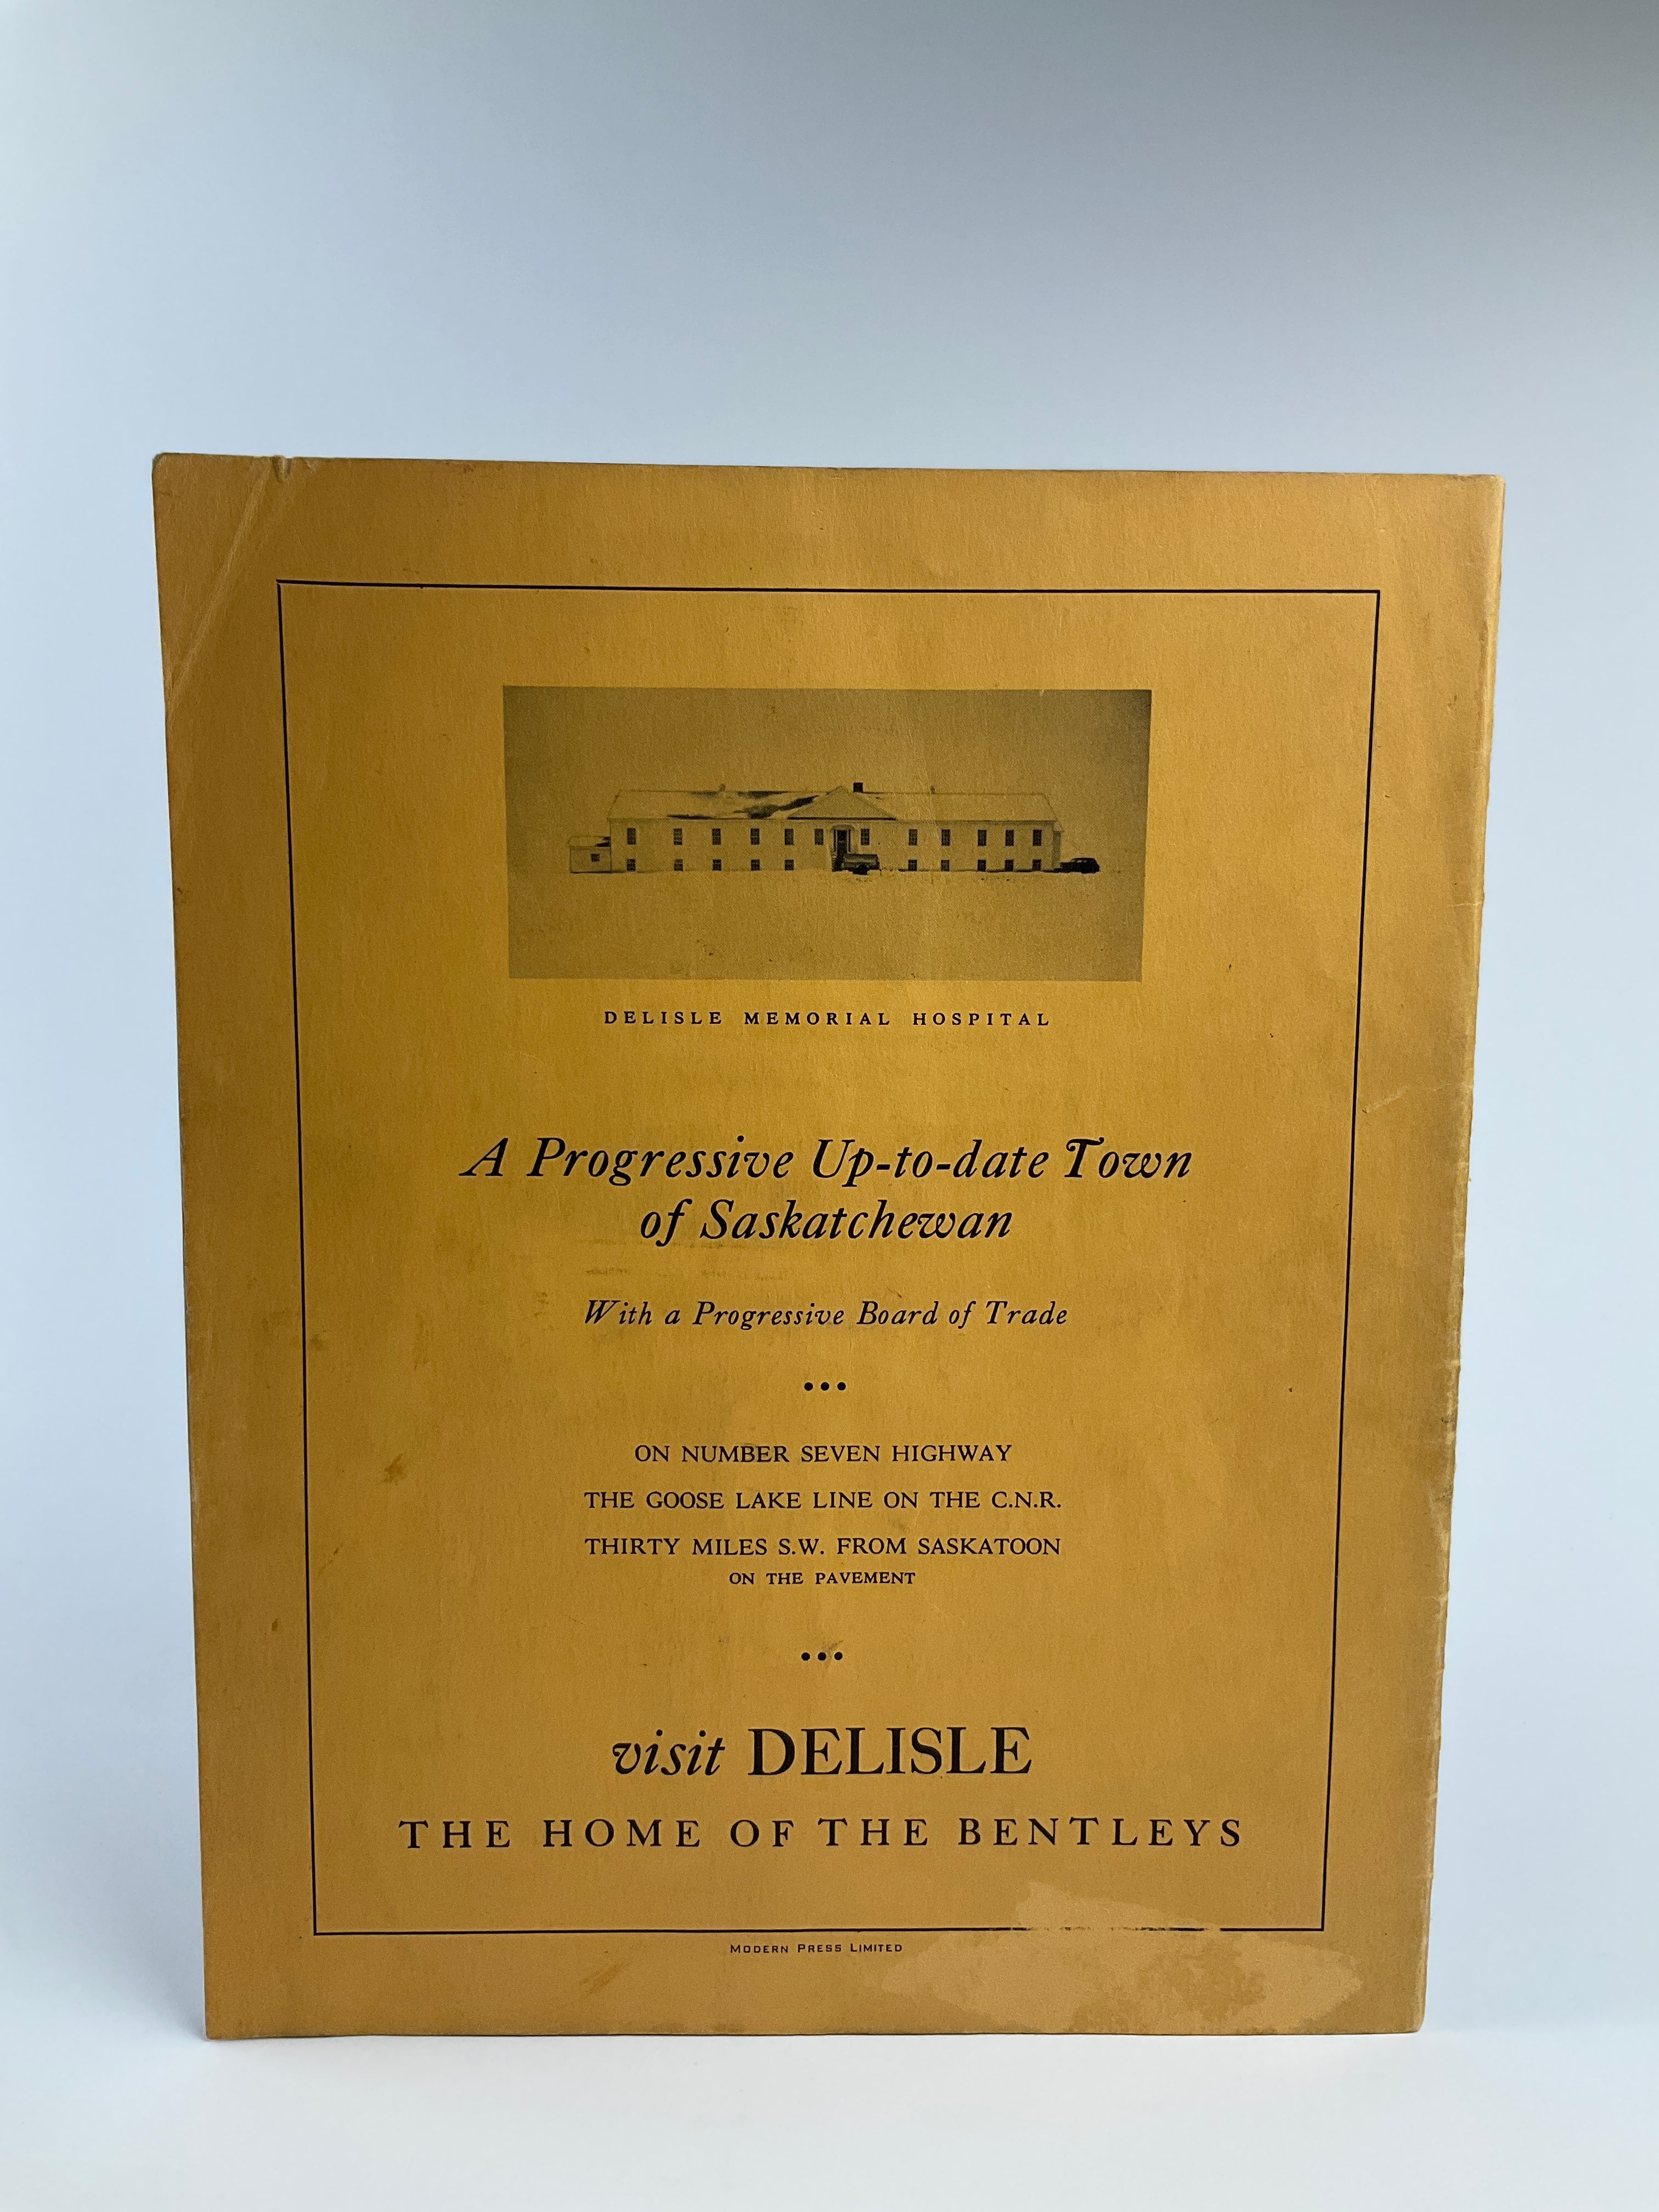 DELISLE MEMORIAL HOSPITAL
A Progressive Up-to-date Town
of Saskatchewan
With a Progressive Board of Trade
•••
ON NUMBER SEVEN HIGHWAY
THE GOOSE LAKE LINE ON THE C.N.R.
THIRTY MILES S.W. FROM SASKATOON
ON THE PAVEMENT
•••
visit DELISLE
THE HOME OF THE BENTLEYS
MODERN PRESS LIMITED